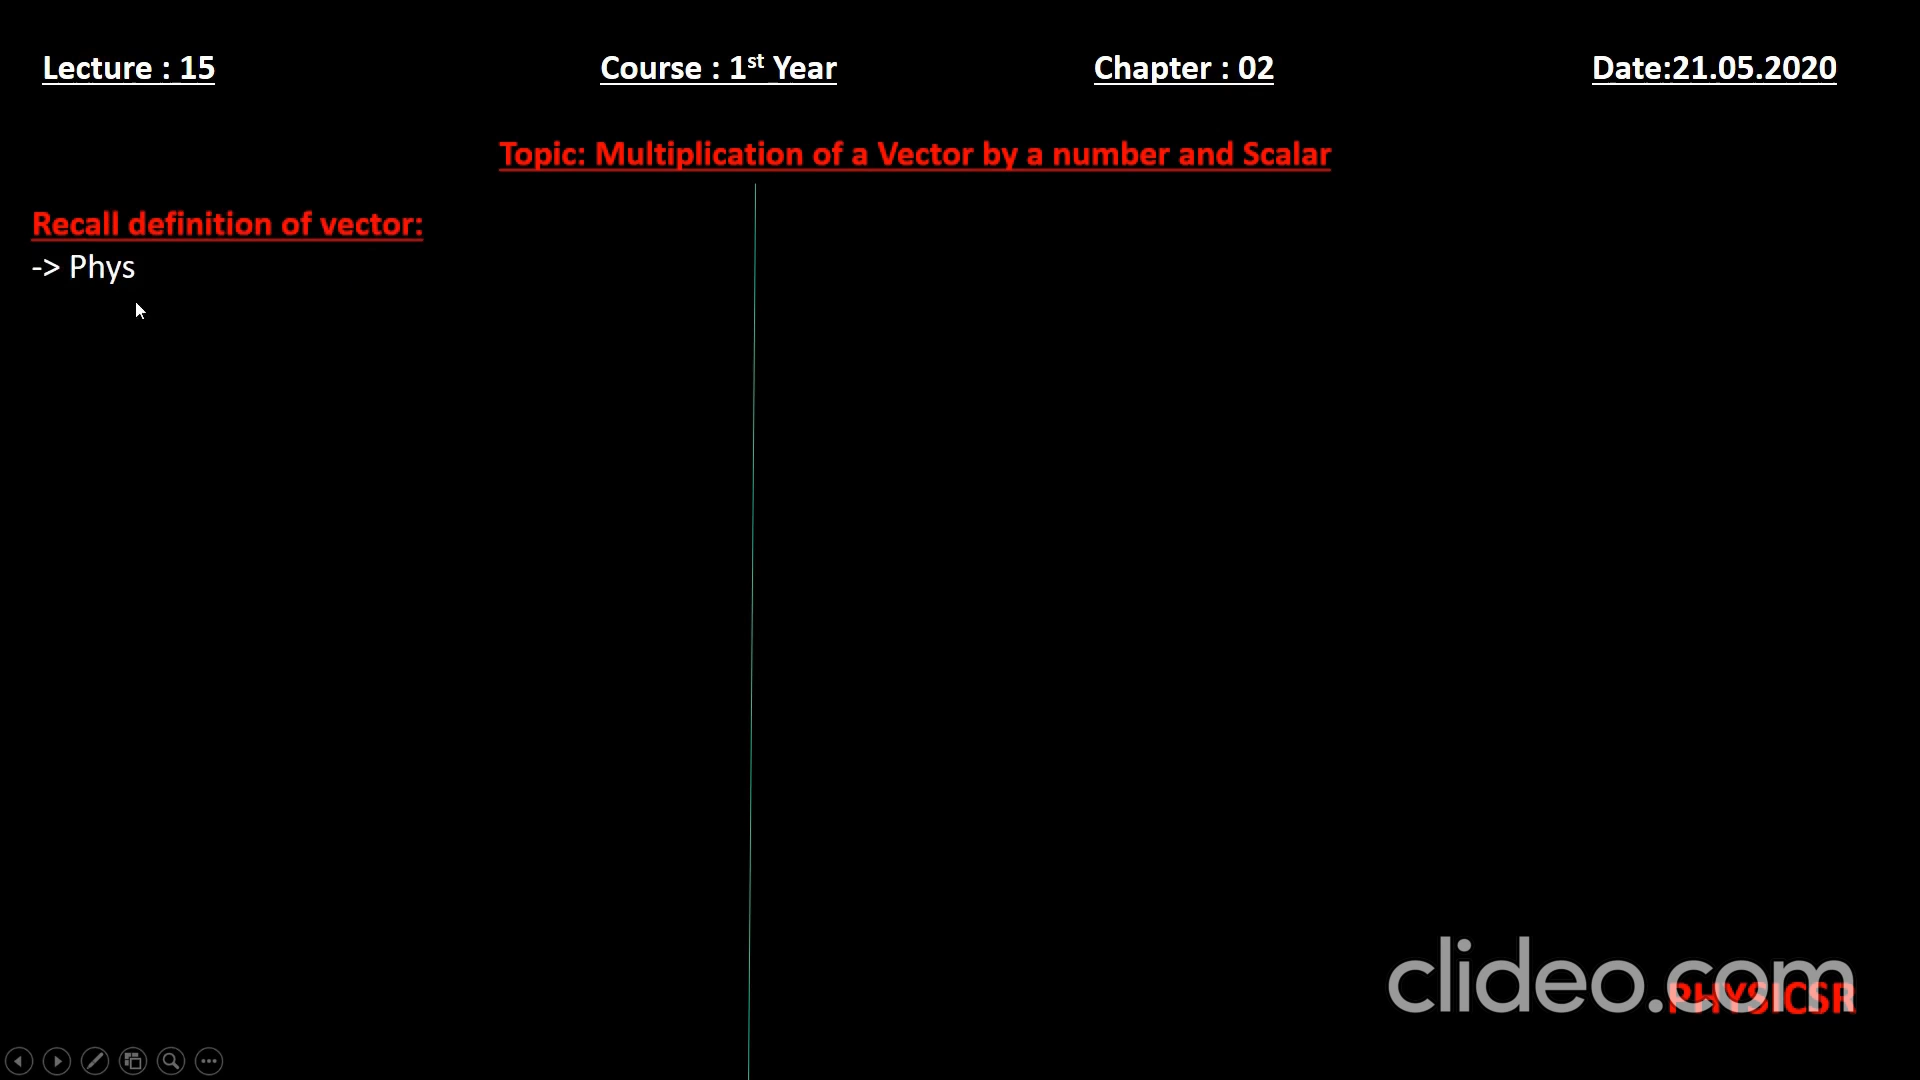 Lecture : 15
Course : 1st Year
Chapter : 02
Date:21.05.2020
Topic: Multiplication of a Vector by a number and Scalar
Recall definition of vector:
-> Phys
clideo.com
PHYSICSR